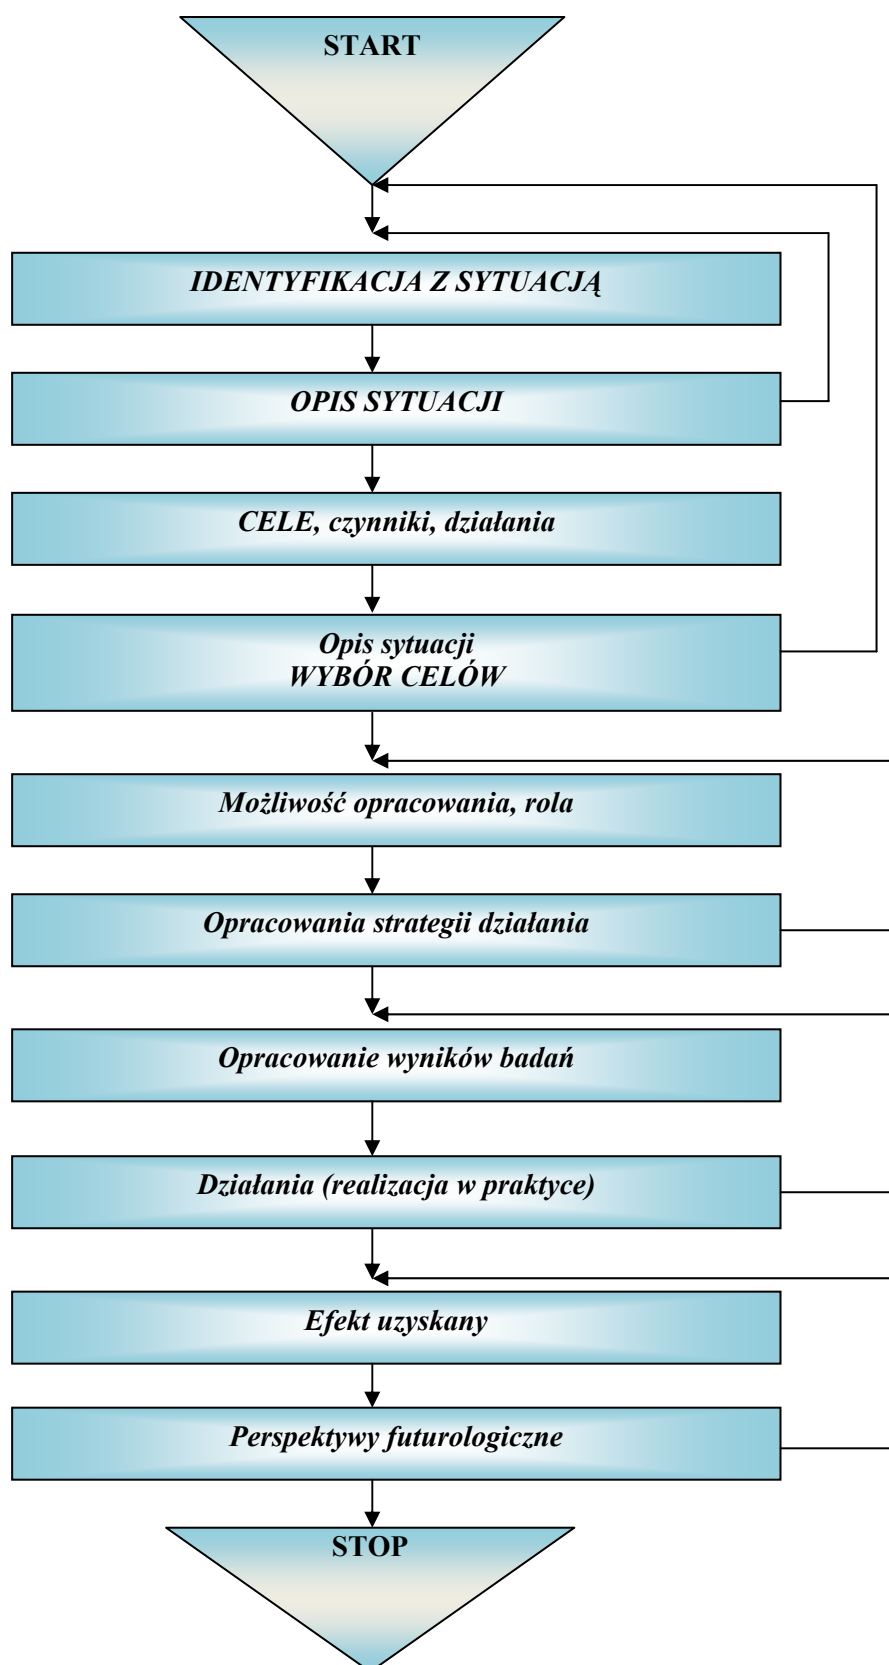 START
IDENTYFIKACJA Z SYTUACJĄ
OPIS SYTUACJI
CELE, czynniki, działania
Opis sytuacji
WYBÓR CELÓW
Możliwość opracowania, rola
Opracowania strategii działania
Opracowanie wyników badań
Działania (realizacja w praktyce)
Efekt uzyskany
Perspektywy futurologiczne
STOP